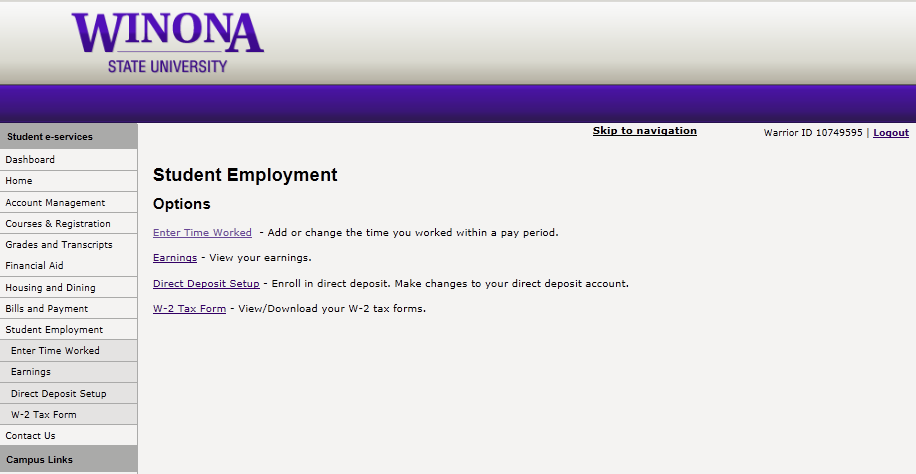 WINONA
STATE UNIVERSITY
Skip to navigation
Warrior ID 10749595 | Logout
Student e-services
Dashboard
Home
Account Management
Courses & Registration
Grades and Transcripts
Financial Aid
Housing and Dining
Bills and Payment
Student Employment
Enter Time Worked
Earnings
Direct Deposit Setup
W-2 Tax Form
Contact Us
Campus Links
Student Employment
Options
Enter Time Worked - Add or change the time you worked within a pay period.
Earnings - View your earnings.
Direct Deposit Setup - Enroll in direct deposit. Make changes to your direct deposit account.
W-2 Tax Form - View/Download your W-2 tax forms.